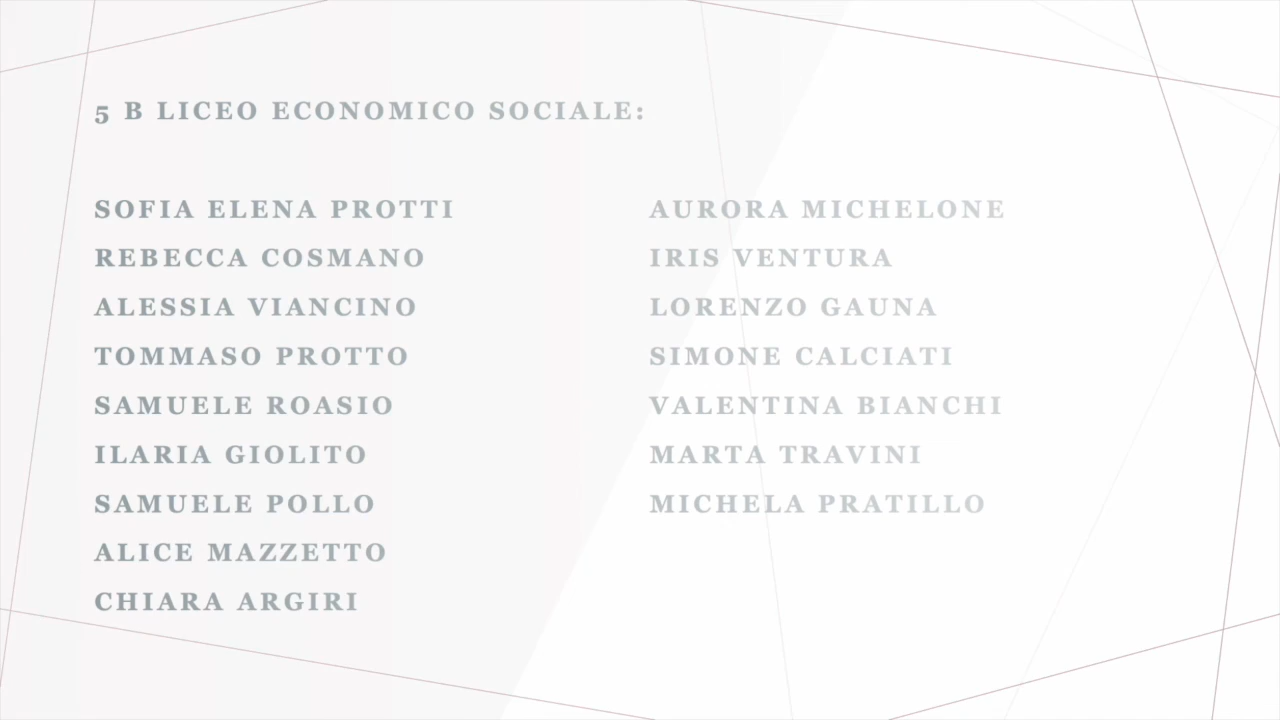 5 B LICEO ECONOMICO SOCIALE:
SOFIA ELENA PROTTI
REBECCA COSMANO
ALESSIA VIANCINO
TOMMASO PROTTO
SAMUELE ROASIO
ILARIA GIOLITO
SAMUELE POLLO
ALICE MAZZETTO
CHIARA ARGIRI
AURORA MICHELONE
IRIS VENTURA
LORENZO GAUNA
SIMONE CALCIATI
VALENTINA BIANCHI
MARTA TRAVINI
MICHELA PRATILLO